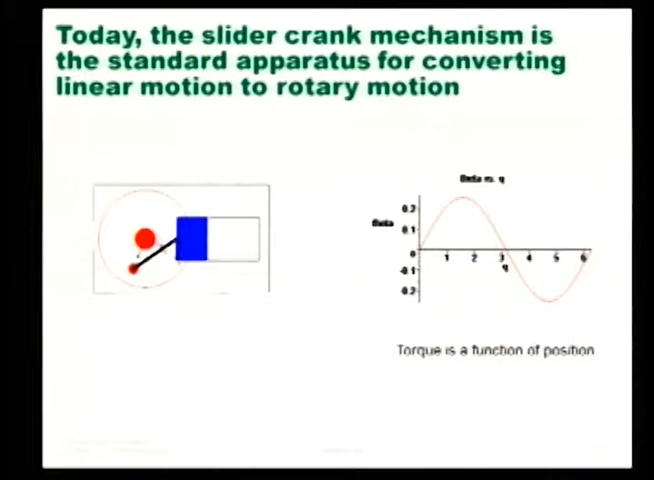 Today, the slider crank mechanism is
the standard apparatus for converting
linear motion to rotary motion
Beta vs. q
0.2
Beta
0.1
0
1
2
3
4
5
6
q
-0.1
-0.2
Torque is a function of position